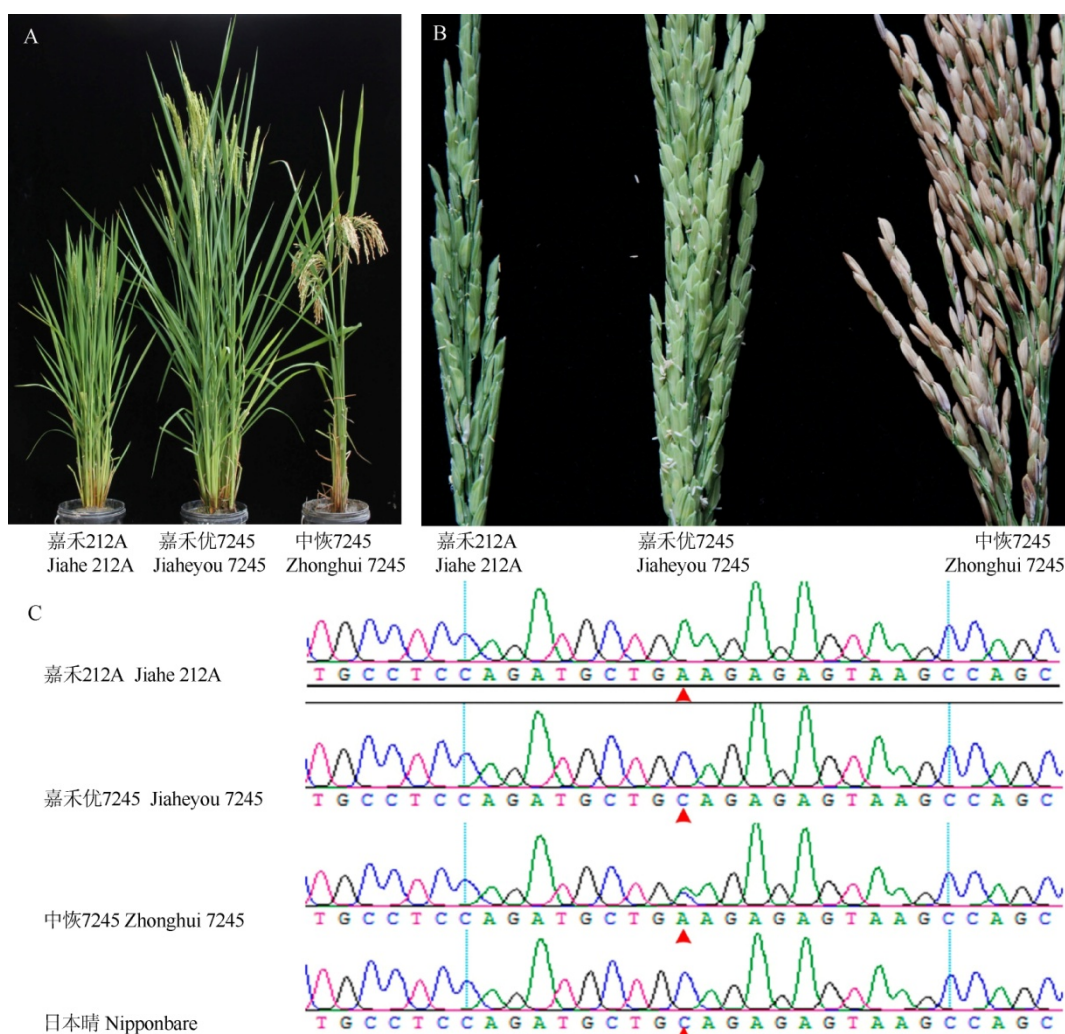 A
B
嘉禾212A 嘉禾优7245 中恢7245
Jiahe 212A Jiaheyou 7245 Zhonghui 7245
嘉禾212A 嘉禾优7245 中恢7245
Jiahe 212A Jiaheyou 7245 Zhonghui 7245
C
嘉禾212A Jiahe 212A
T G C C T C C A G A T G C T G A A G A G A G T A A G C C A G C
嘉禾优7245 Jiaheyou 7245
T G C C T C C A G A T G C T G C A G A G A G T A A G C C A G C
中恢7245 Zhonghui 7245
T G C C T C C A G A T G C T G A A G A G A G T A A G C C A G C
日本晴 Nipponbare
T G C C T C C A G A T G C T G C A G A G A G T A A G C C A G C